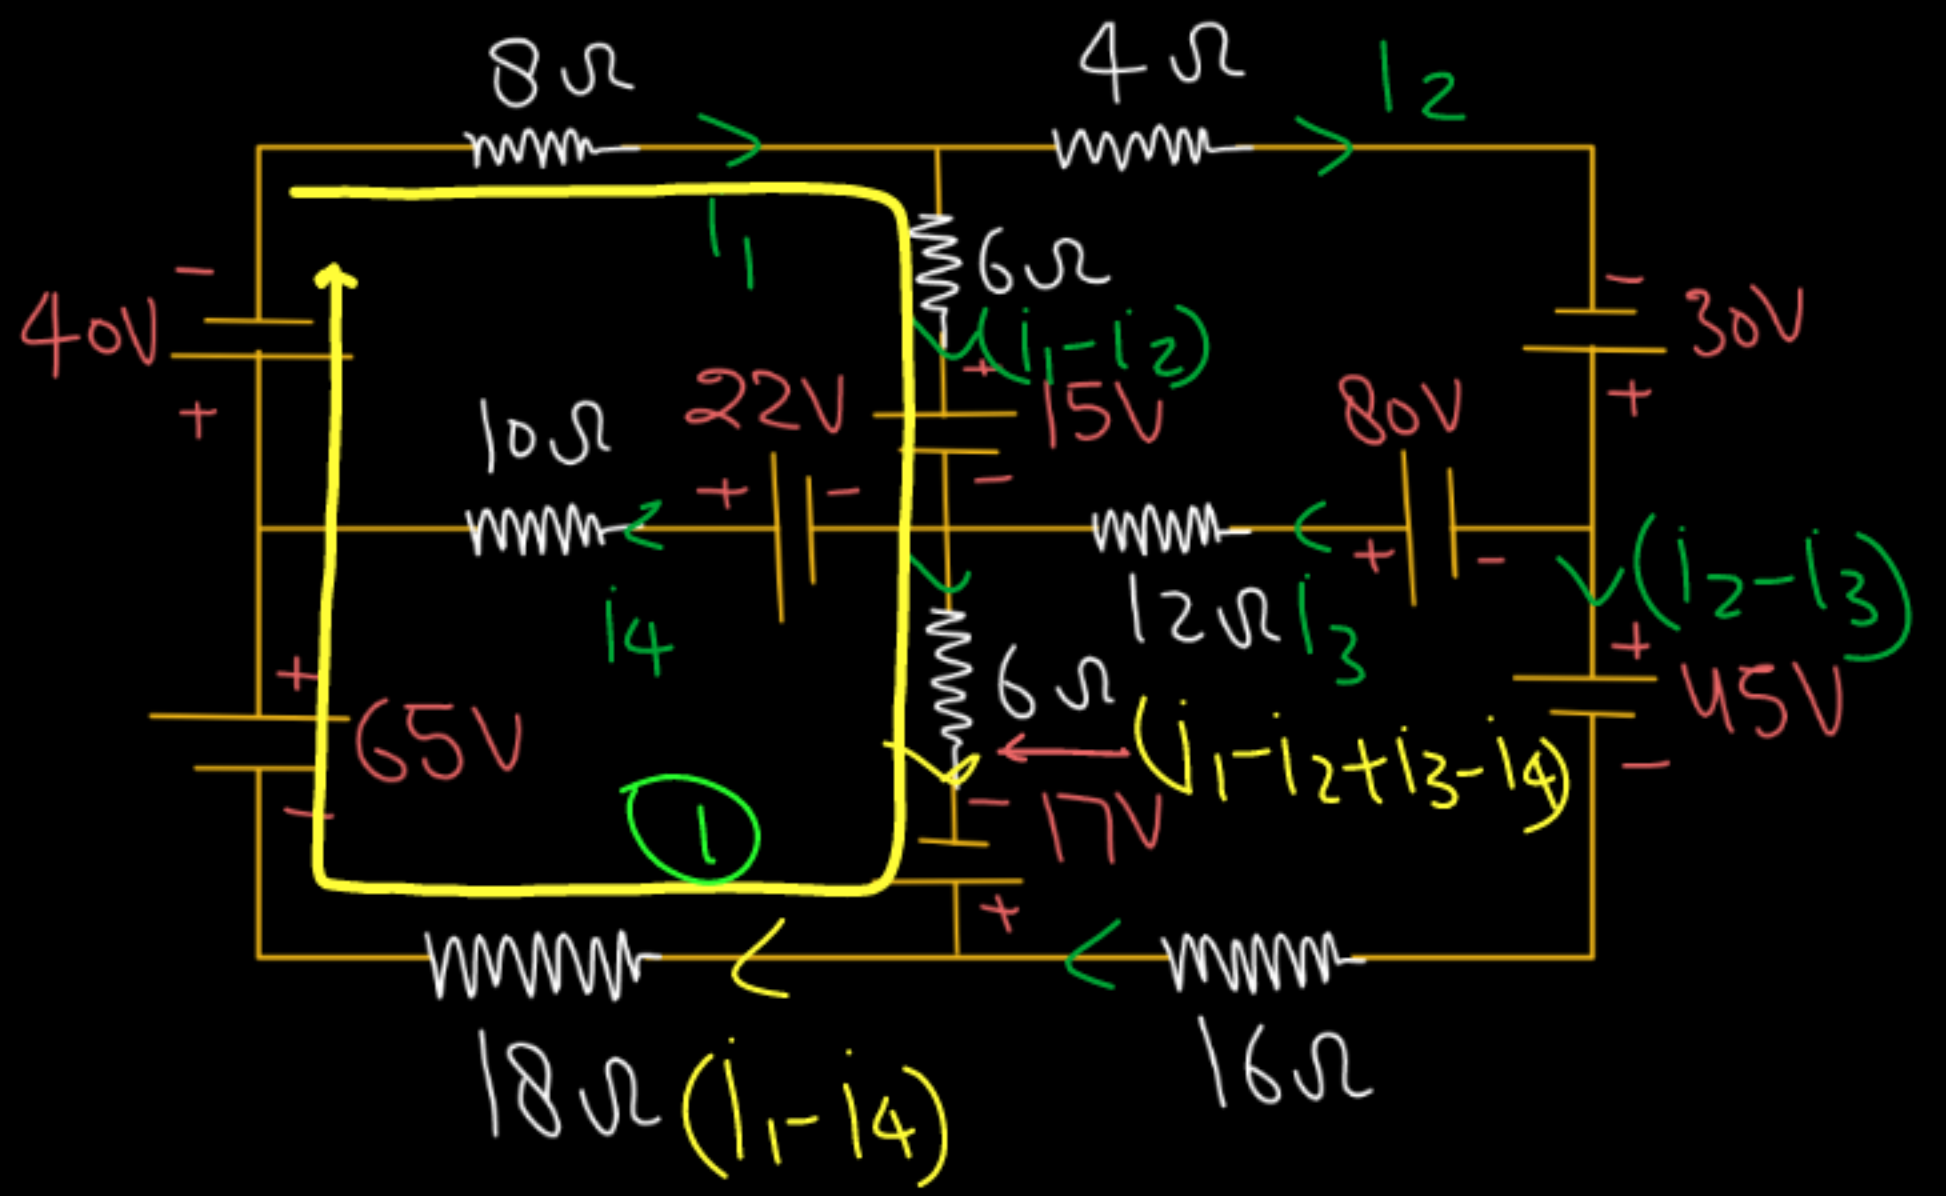 8Ω
4Ω
I2
i1
- 
40V
+
6Ω
(i1-i2)
+
15V
-
-
30V
+
10Ω
22V
+ -
80V
+ -
i4
12Ω
i3
(i2-i3)
+
65V
-
6Ω
(i1-i2+i3-i4)
+
45V
-
1
-
17V
+
18Ω
(i1-i4)
16Ω